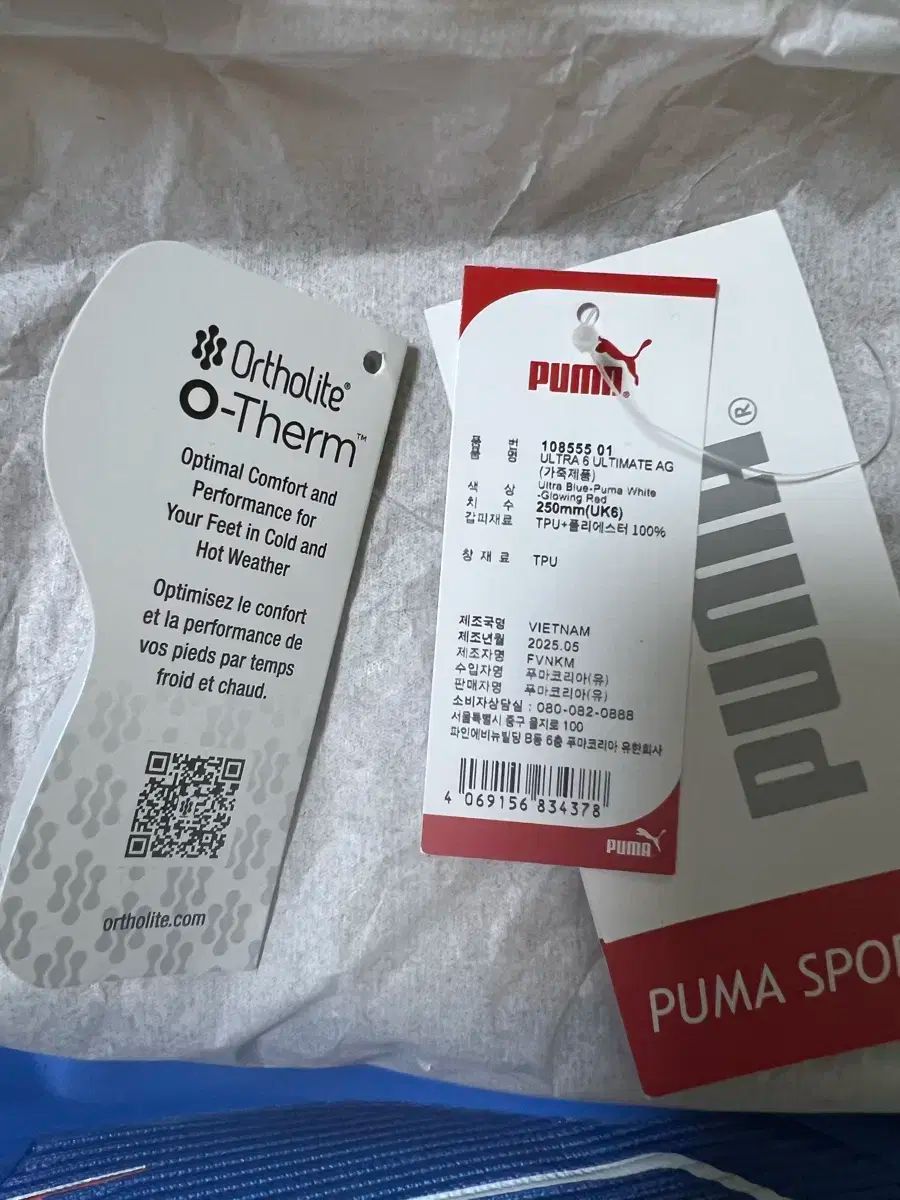 Ortholite®
O-Therm™
Optimal Comfort and
Performance for
Your Feet in Cold and
Hot Weather
Optimisez le confort
et la performance de
vos pieds par temps
froid et chaud.
ortholite.com
PUMA®
품 번 108555 01
품 명 ULTRA 6 ULTIMATE AG
(가죽제품)
색 상 Ultra Blue-Puma White
-Glowing Red
치 수 250mm(UK6)
갑피재료 TPU+폴리에스터 100%
창 재 료 TPU
제조국명 VIETNAM
제조년월 2025.05
제조자명 FVNKM
수입자명 푸마코리아(유)
판매자명 푸마코리아(유)
소비자상담실 : 080-082-0888
서울특별시 중구 을지로 100
파인에비뉴빌딩 B동 6층 푸마코리아 유한회사
4 069156 834378
PUMA
PUMA®
PUMA SPOR